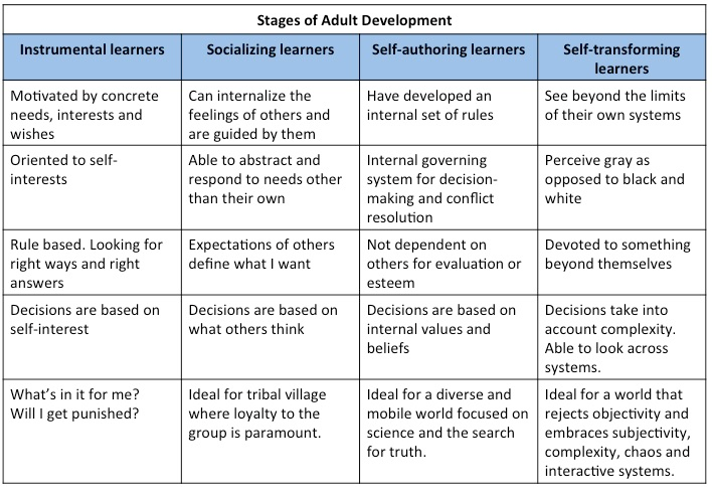 Stages of Adult Development
Instrumental learners
Socializing learners
Self-authoring learners
Self-transforming
learners
Motivated by concrete
needs, interests and
wishes
Can internalize the
feelings of others and
are guided by them
Have developed an
internal set of rules
See beyond the limits
of their own systems
Oriented to self-
interests
Able to abstract and
respond to needs other
than their own
Internal governing
system for decision-
making and conflict
resolution
Perceive gray as
opposed to black and
white
Rule based. Looking for
right ways and right
answers
Expectations of others
define what I want
Not dependent on
others for evaluation or
esteem
Devoted to something
beyond themselves
Decisions are based on
self-interest
Decisions are based on
what others think
Decisions are based on
internal values and
beliefs
Decisions take into
account complexity.
Able to look across
systems.
What's in it for me?
Will I get punished?
Ideal for tribal village
where loyalty to the
group is paramount.
Ideal for a diverse and
mobile world focused on
science and the search
for truth.
Ideal for a world that
rejects objectivity and
embraces subjectivity,
complexity, chaos and
interactive systems.